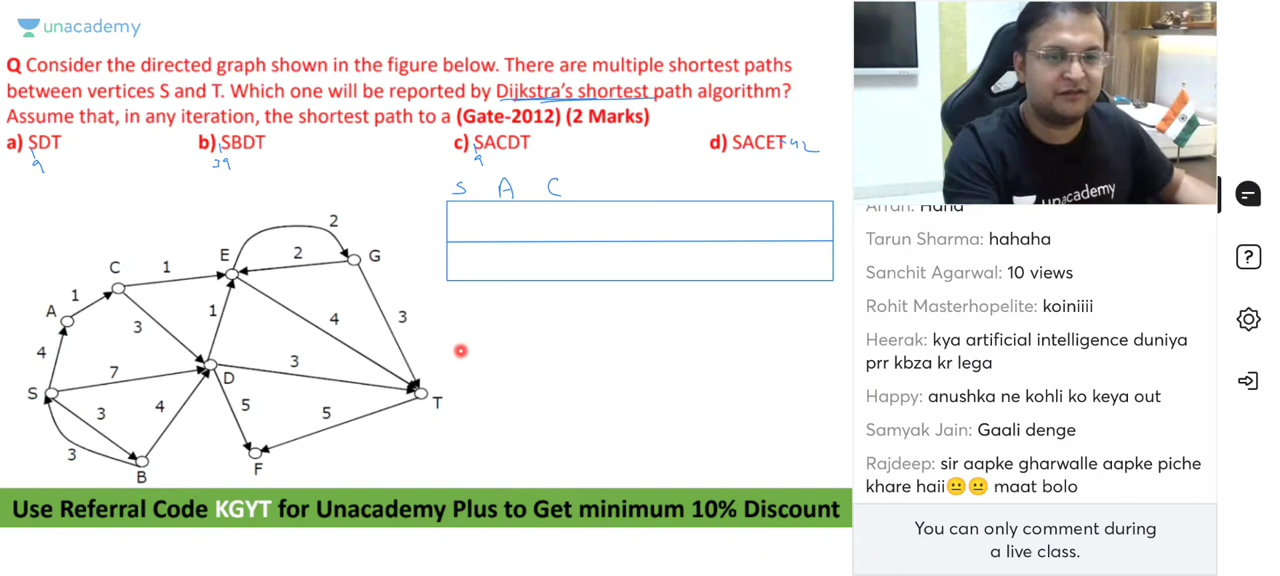 unacademy
Q Consider the directed graph shown in the figure below. There are multiple shortest paths
between vertices S and T. Which one will be reported by Dijkstra's shortest path algorithm?
Assume that, in any iteration, the shortest path to a (Gate-2012) (2 Marks)
a) SDT b) SBDT c) SACDT d) SACET
9 39 9 42
S A C
2
E 2 G
C 1
1
A
3 1 4 3
4
7 D 3
S T
3 4 5 5
3
B F
Use Referral Code KGYT for Unacademy Plus to Get minimum 10% Discount
unacademy
Tarun Sharma: hahaha
Sanchit Agarwal: 10 views
Rohit Masterhopelite: koiniiii
Heerak: kya artificial intelligence duniya
prr kbza kr lega
Happy: anushka ne kohli ko keya out
Samyak Jain: Gaali denge
Rajdeep: sir aapke gharwalle aapke piche
khare haii😐😐 maat bolo
You can only comment during
a live class.